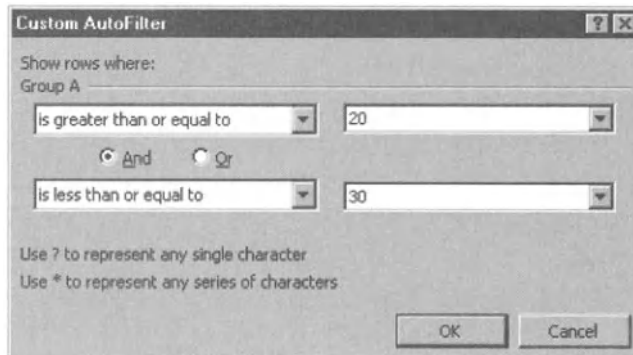 Custom AutoFilter ? X
Show rows where:
Group A
is greater than or equal to 20
And Or
is less than or equal to 30
Use ? to represent any single character
Use * to represent any series of characters
OK Cancel